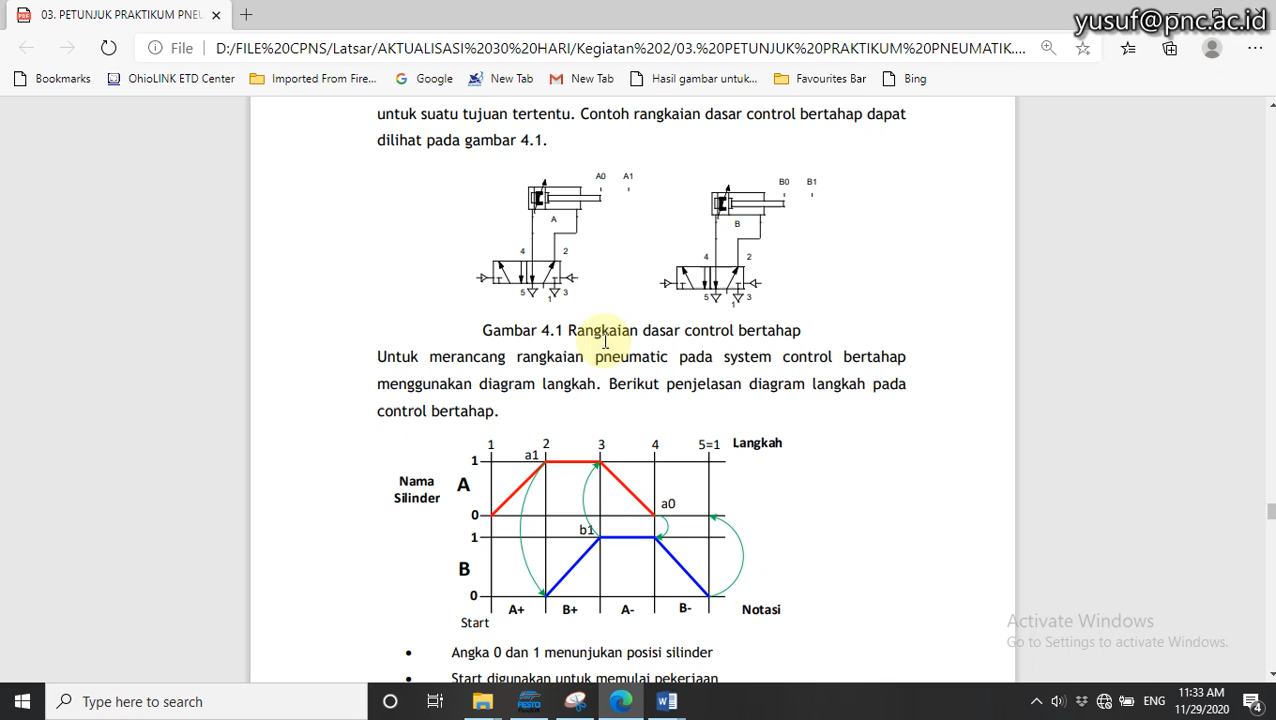 03. PETUNJUK PRAKTIKUM PNEU
yusuf@pnc.ac.id
File
D:/FILE%20CPNS/Latsar/AKTUALISASI%2030%20HARI/Kegiatan%202/03.%20PETUNJUK%20PRAKTIKUM%20PNEUMATIK....
Bookmarks OhioLINK ETD Center Imported From Fire... Google New Tab New Tab Hasil gambar untuk... Favourites Bar Bing
untuk suatu tujuan tertentu. Contoh rangkaian dasar control bertahap dapat
dilihat pada gambar 4.1.
A0 A1 B0 B1
A B
4 2 4 2
5 1 3 5 1 3
Gambar 4.1 Rangkaian dasar control bertahap
Untuk merancang rangkaian pneumatic pada system control bertahap
menggunakan diagram langkah. Berikut penjelasan diagram langkah pada
control bertahap.
1 2 3 4 5=1 Langkah
a1
1
Nama
Silinder
A
a0
0
b1
1
B
0
A+ B+ A- B- Notasi
Start
• Angka 0 dan 1 menunjukan posisi silinder
• Start digunakan untuk memulai pekerjaan
Activate Windows
Go to Settings to activate Windows.
Type here to search
FESTO
ENG
11:33 AM
11/29/2020
4